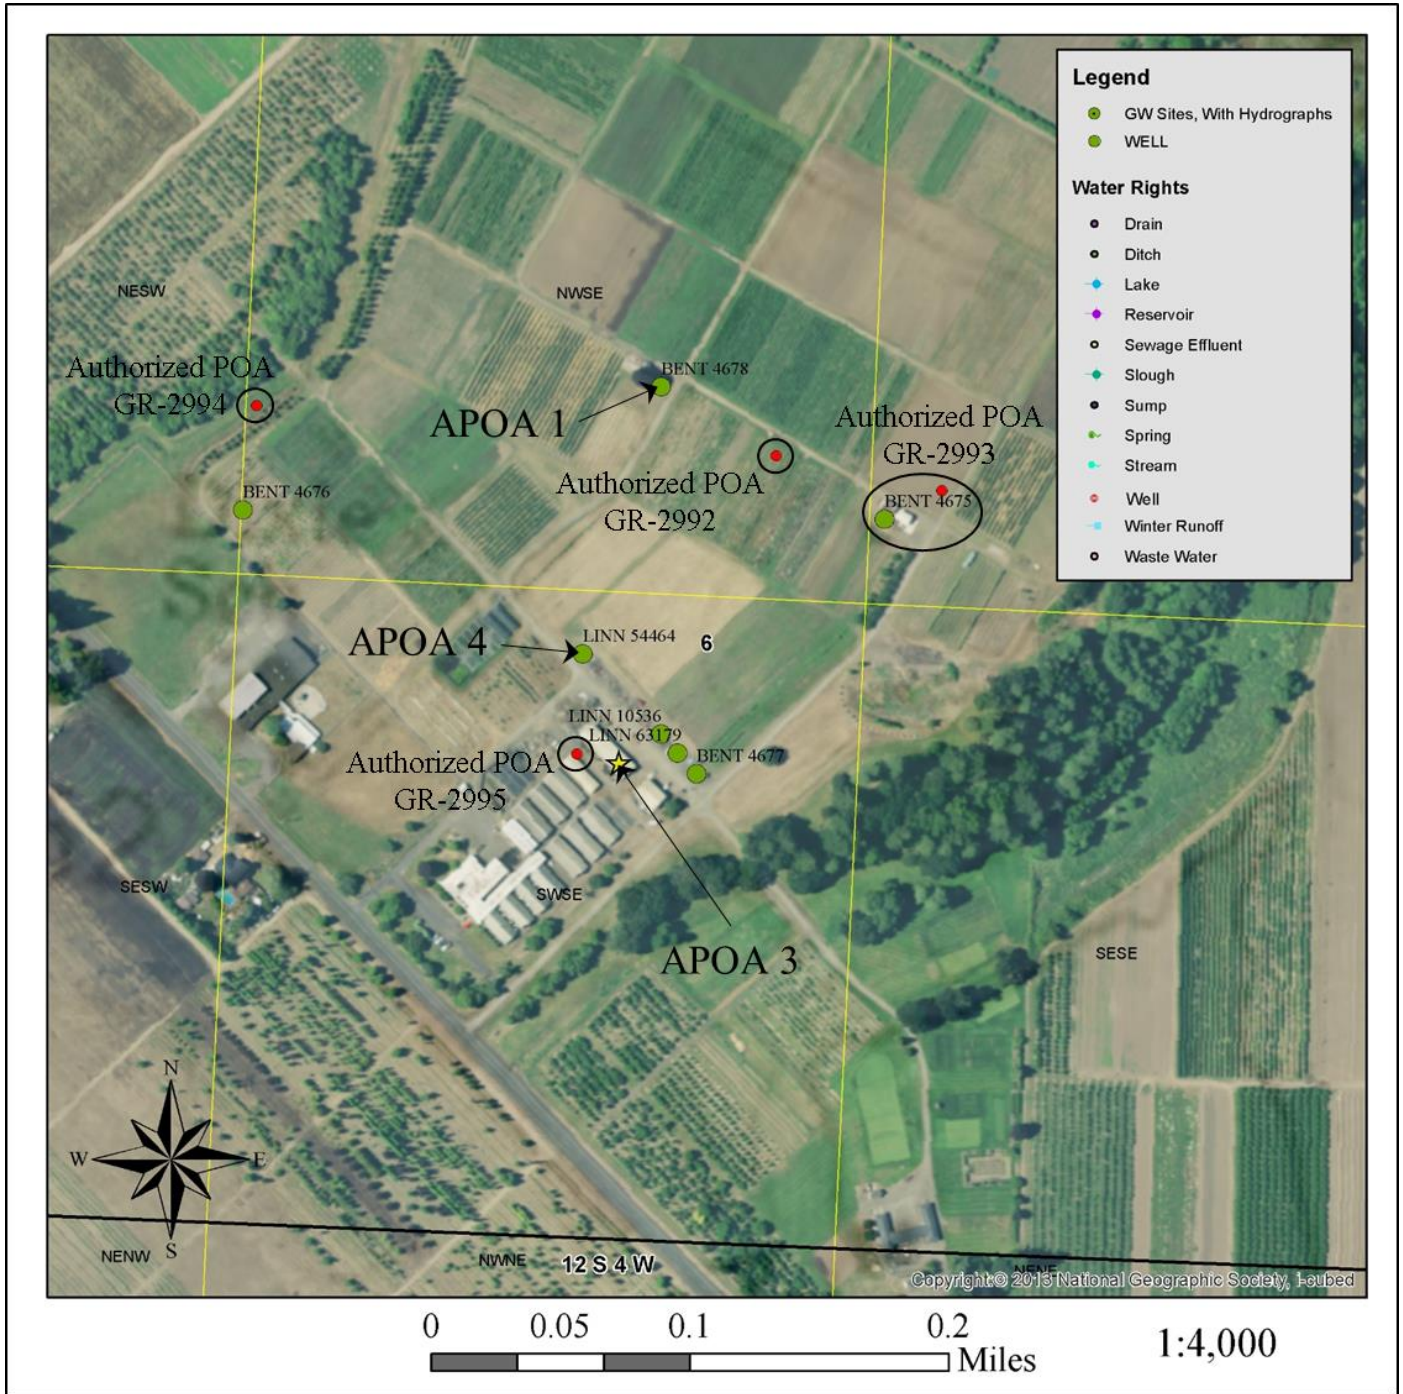 Legend
GW Sites, With Hydrographs
WELL
Water Rights
Drain
Ditch
Lake
Reservoir
Sewage Effluent
Slough
Sump
Spring
Stream
Well
Winter Runoff
Waste Water
NESW
NWSE
Authorized POA
GR-2994
BENT 4678
APOA 1
Authorized POA
GR-2993
Authorized POA
GR-2992
BENT 4675
BENT 4676
APOA 4
LINN 54464
6
LINN 10536
LINN 63179
BENT 4677
Authorized POA
GR-2995
SESW
SWSE
APOA 3
SESE
N
W
E
S
NENW
NWNE
12 S 4 W
NENE
Copyright:© 2013 National Geographic Society, i-cubed
0
0.05
0.1
0.2
Miles
1:4,000